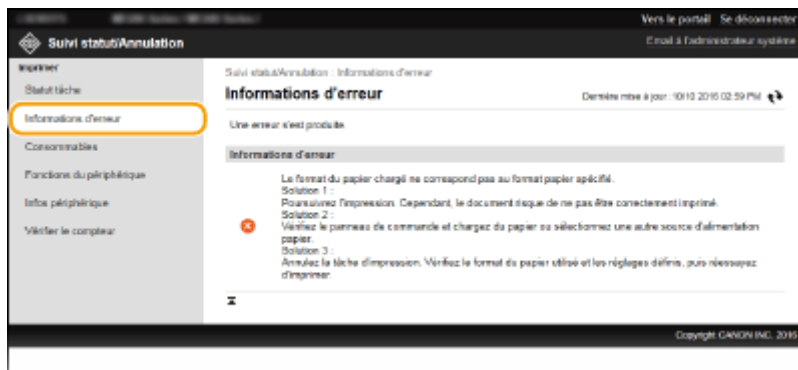 Vers le portail Se déconnecter
Suivi statut/Annulation
Email à l'administrateur système
Imprimer
Statut tâche
Informations d'erreur
Consommables
Fonctions du périphérique
Infos périphérique
Vérifier le compteur
Suivi statut/Annulation : Informations d'erreur
Informations d'erreur
Dernière mise à jour : 10/10 2016 02:59 PM
Une erreur s'est produite.
Informations d'erreur
Le format du papier chargé ne correspond pas au format papier spécifié.
Solution 1 :
Poursuivez l'impression. Cependant, le document risque de ne pas être correctement imprimé.
Solution 2 :
Vérifiez le panneau de commande et chargez du papier ou sélectionnez une autre source d'alimentation
papier.
Solution 3 :
Annulez la tâche d'impression. Vérifiez le format du papier utilisé et les réglages définis, puis réessayez
d'imprimer.
Copyright CANON INC. 2016